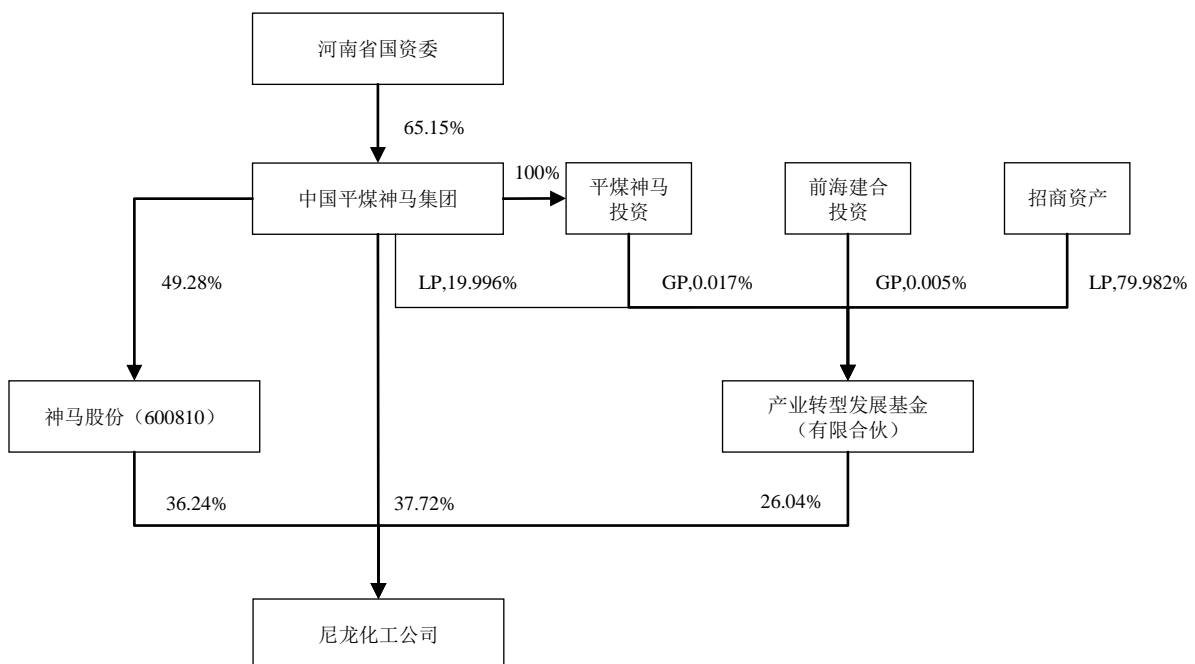 河南省国资委
65.15%
中国平煤神马集团
100%
平煤神马
投资
前海建合
投资
招商资产
49.28%
LP,19.996%
GP,0.017%
GP,0.005%
LP,79.982%
神马股份（600810）
产业转型发展基金
（有限合伙）
36.24%
37.72%
26.04%
尼龙化工公司